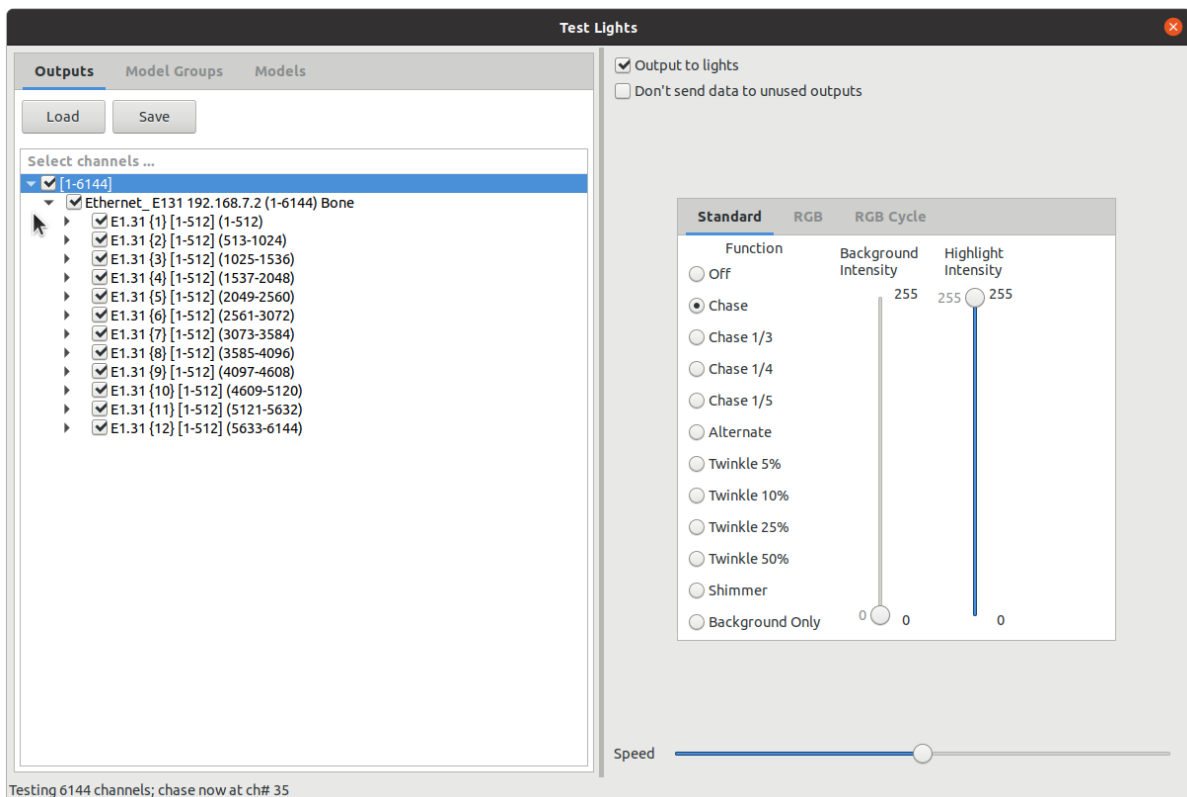 Test Lights
Outputs Model Groups Models
Load Save
Select channels ...
[1-6144]
Ethernet_ E131 192.168.7.2 (1-6144) Bone
E1.31 {1} [1-512] (1-512)
E1.31 {2} [1-512] (513-1024)
E1.31 {3} [1-512] (1025-1536)
E1.31 {4} [1-512] (1537-2048)
E1.31 {5} [1-512] (2049-2560)
E1.31 {6} [1-512] (2561-3072)
E1.31 {7} [1-512] (3073-3584)
E1.31 {8} [1-512] (3585-4096)
E1.31 {9} [1-512] (4097-4608)
E1.31 {10} [1-512] (4609-5120)
E1.31 {11} [1-512] (5121-5632)
E1.31 {12} [1-512] (5633-6144)
Output to lights
Don't send data to unused outputs
Standard RGB RGB Cycle
Function
Off
Chase
Chase 1/3
Chase 1/4
Chase 1/5
Alternate
Twinkle 5%
Twinkle 10%
Twinkle 25%
Twinkle 50%
Shimmer
Background Only
Background
Intensity
255
0 0
Highlight
Intensity
255 255
0
Speed
Testing 6144 channels; chase now at ch# 35